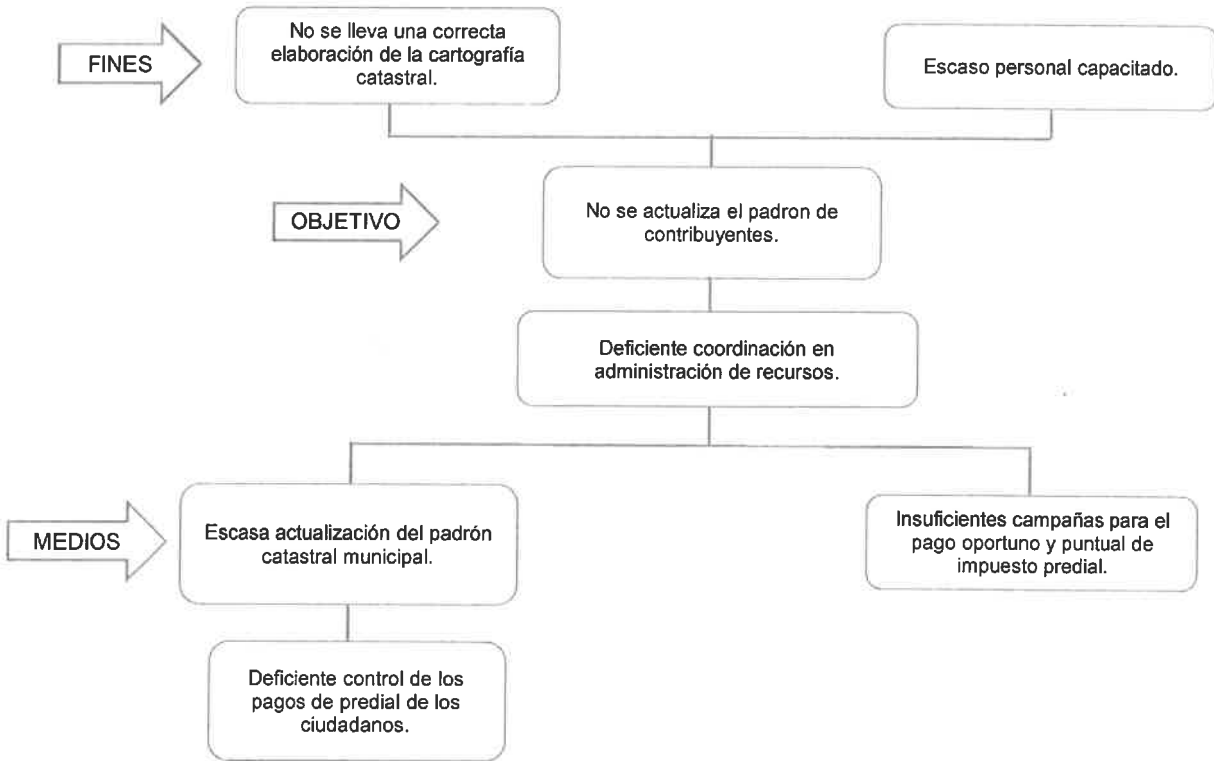 FINES
No se lleva una correcta
elaboración de la cartografía
catastral.
Escaso personal capacitado.
OBJETIVO
No se actualiza el padron de
contribuyentes.
Deficiente coordinación en
administración de recursos.
MEDIOS
Escasa actualización del padrón
catastral municipal.
Insuficientes campañas para el
pago oportuno y puntual de
impuesto predial.
Deficiente control de los
pagos de predial de los
ciudadanos.